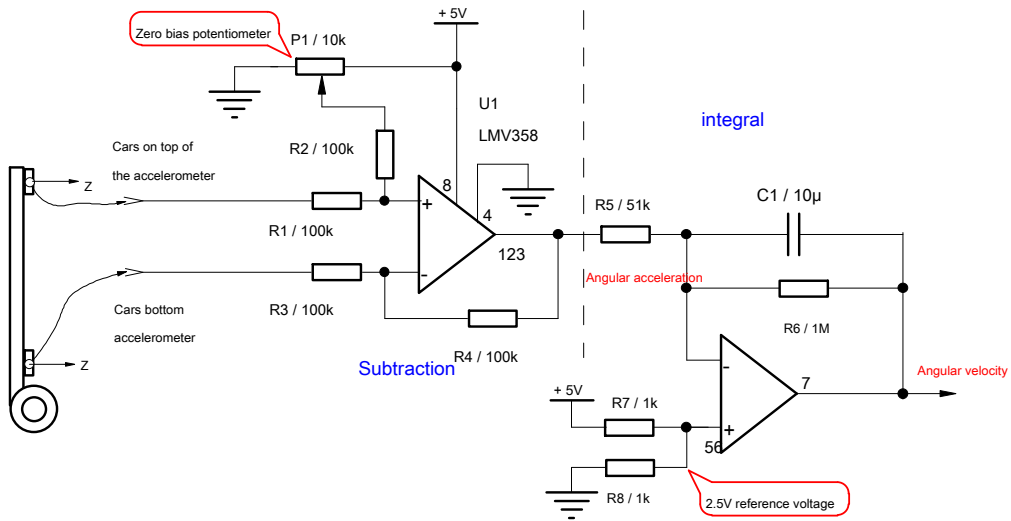 + 5V
Zero bias potentiometer
P1 / 10k
U1
LMV358
integral
R2 / 100k
Cars on top of
the accelerometer
Z
8
+
4
R1 / 100k
123
-
R5 / 51k
C1 / 10µ
Angular acceleration
R3 / 100k
Cars bottom
accelerometer
Z
R4 / 100k
Subtraction
R6 / 1M
-
7
Angular velocity
+ 5V
R7 / 1k
+
56
R8 / 1k
2.5V reference voltage